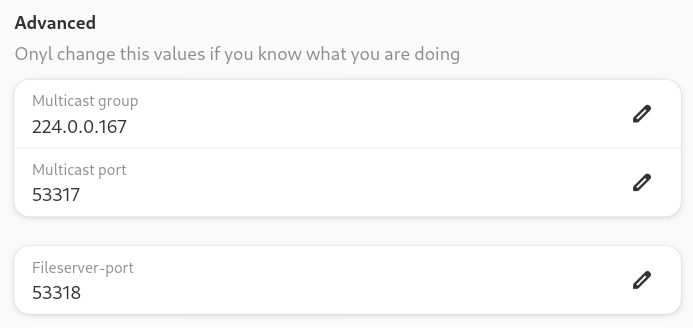 Advanced
Onyl change this values if you know what you are doing
Multicast group
224.0.0.167
Multicast port
53317
Fileserver-port
53318